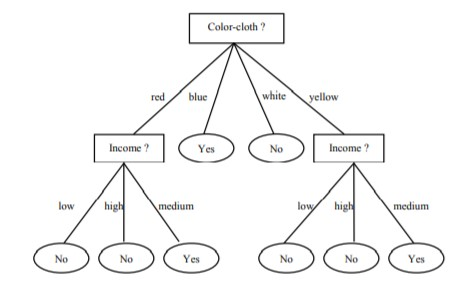 Color-cloth ?
red blue white yellow
Income ? Yes No Income ?
low high medium low high medium
No No Yes No No Yes